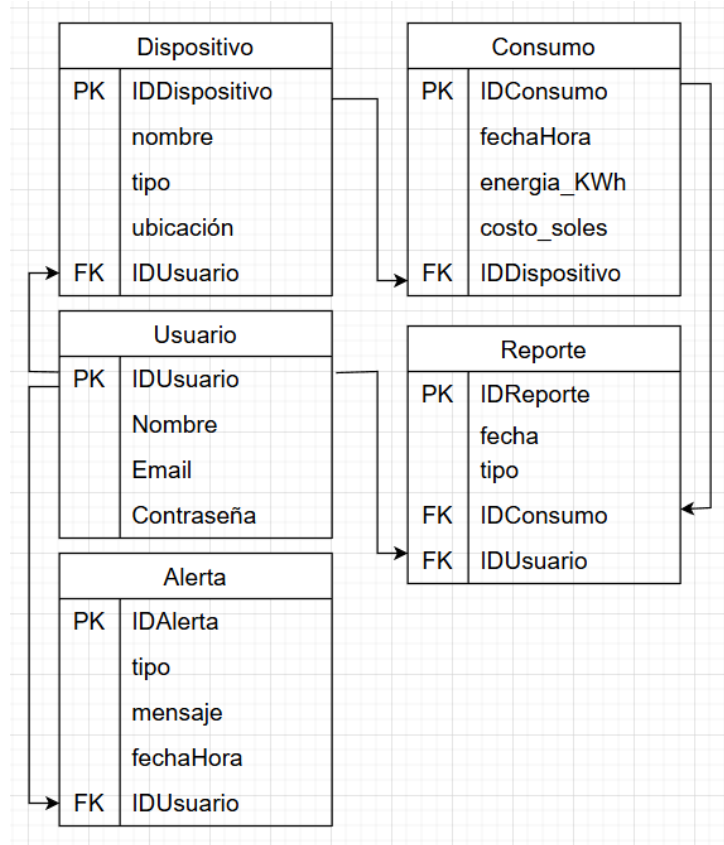 Dispositivo
PK IDDispositivo
nombre
tipo
ubicación
FK IDUsuario
Consumo
PK IDConsumo
fechaHora
energia_KWh
costo_soles
FK IDDispositivo
Usuario
PK IDUsuario
Nombre
Email
Contraseña
Reporte
PK IDReporte
fecha
tipo
FK IDConsumo
FK IDUsuario
Alerta
PK IDAlerta
tipo
mensaje
fechaHora
FK IDUsuario